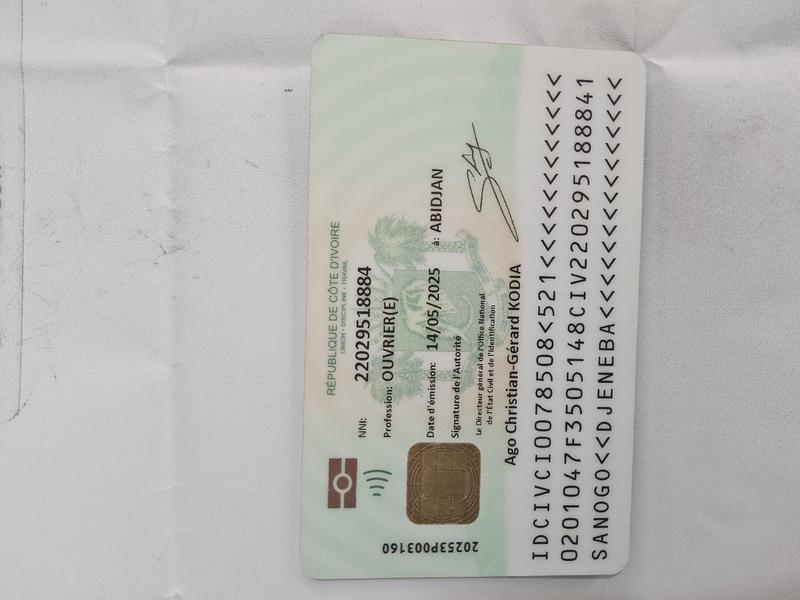 RÉPUBLIQUE DE CÔTE D'IVOIRE
UNION - DISCIPLINE - TRAVAIL
NNI: 22029518884
Profession: OUVRIER(E)
Date d'émission: 14/05/2025 à: ABIDJAN
Signature de l'Autorité
Le Directeur général de l'Office National
de l'État Civil et de l'Identification
Ago Christian-Gérard KODIA
20253P003160
IDCIVCI0078508<521<<<<<<<<<<<<
0201047F3505148CIV220295188841
SANOGO<<DJENEBA<<<<<<<<<<<<<<<